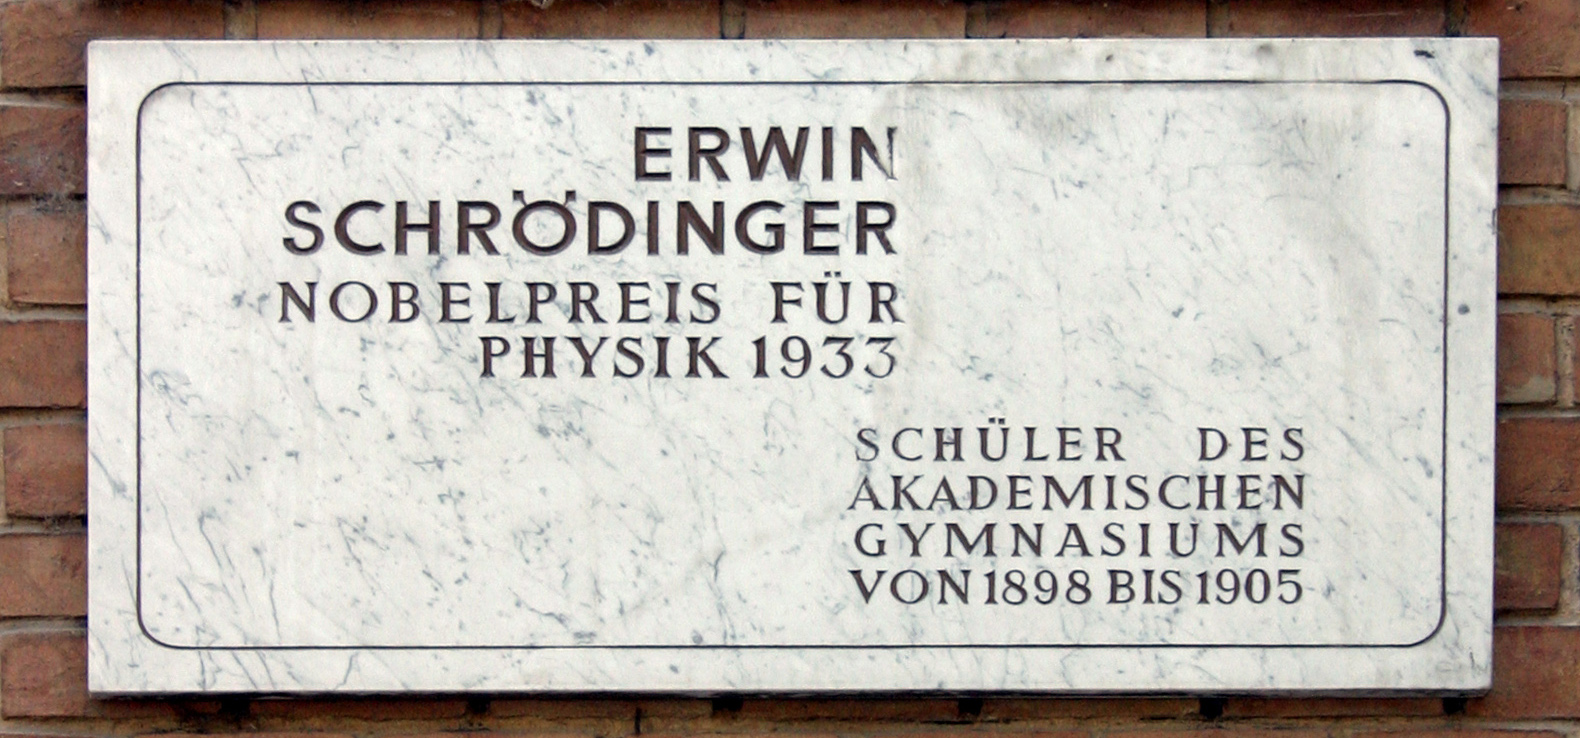 ERWIN
SCHRÖDINGER
NOBELPREIS FÜR
PHYSIK 1933
SCHÜLER DES
AKADEMISCHEN
GYMNASIUMS
VON 1898 BIS 1905